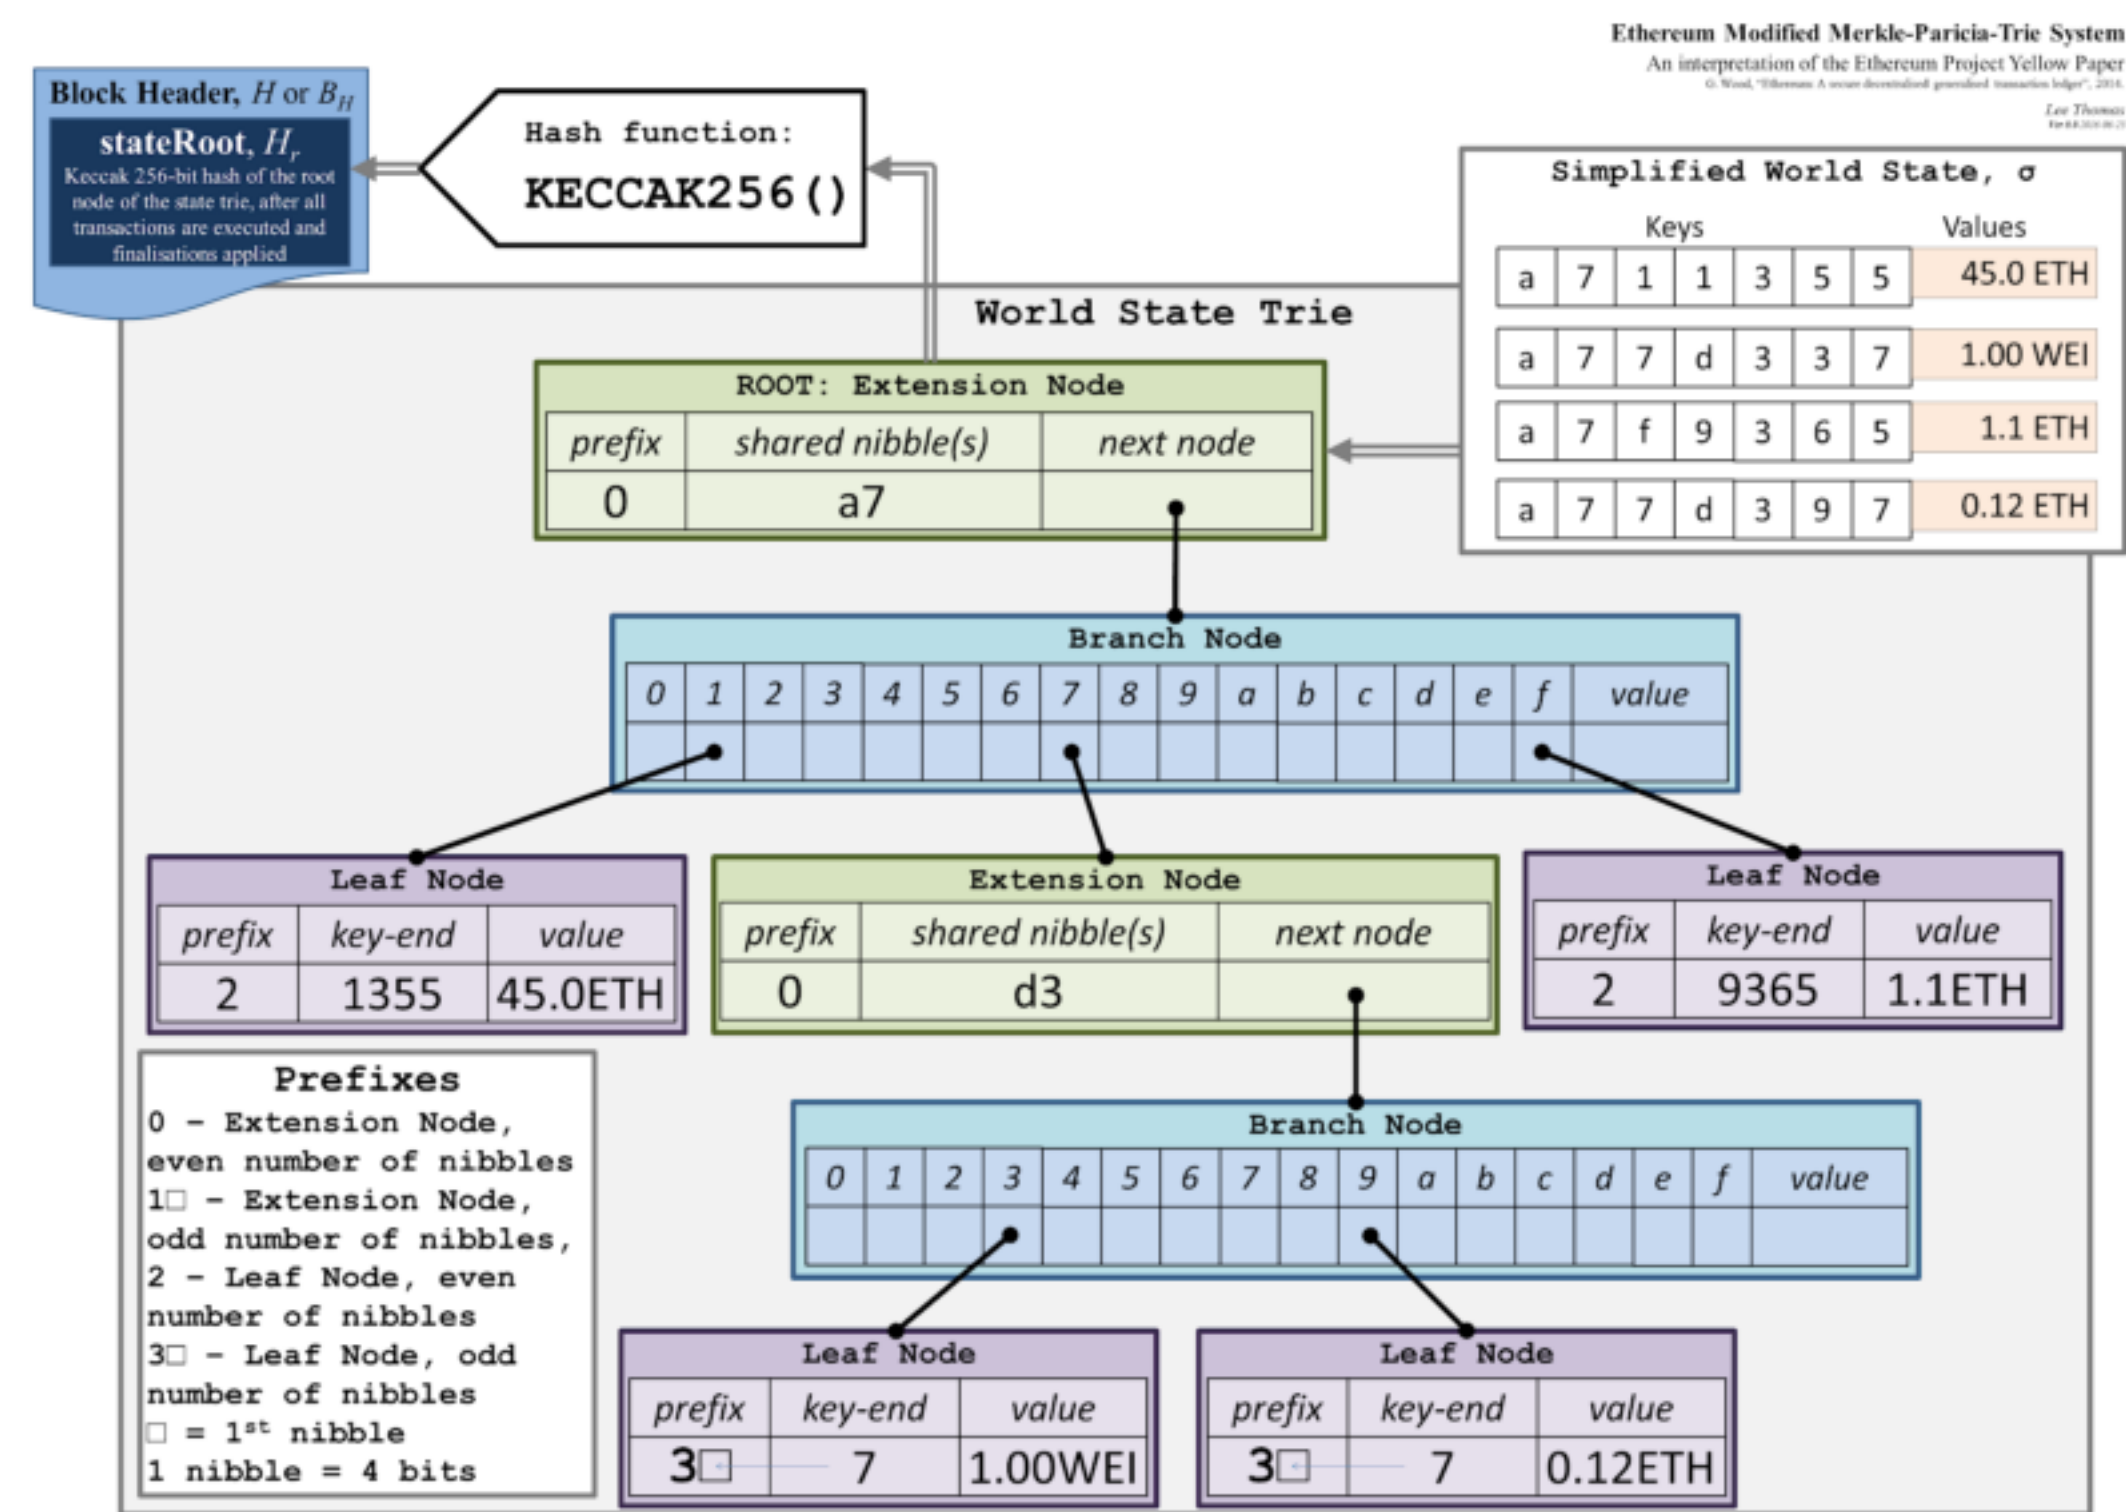 Ethereum Modified Merkle-Paricia-Trie System
An interpretation of the Ethereum Project Yellow Paper
G. Wood, "Ethereum: A secure decentralised generalised transaction ledger", 2014.
Lee Thomas
Block Header, H or B_H
stateRoot, H_r
Keccak 256-bit hash of the root
node of the state trie, after all
transactions are executed and
finalisations applied
Hash function:
KECCAK256()
Simplified World State, σ
Keys Values
a 7 1 1 3 5 5 45.0 ETH
a 7 7 d 3 3 7 1.00 WEI
a 7 f 9 3 6 5 1.1 ETH
a 7 7 d 3 9 7 0.12 ETH
World State Trie
ROOT: Extension Node
prefix shared nibble(s) next node
0 a7
Branch Node
0 1 2 3 4 5 6 7 8 9 a b c d e f value
Leaf Node
prefix key-end value
2 1355 45.0ETH
Extension Node
prefix shared nibble(s) next node
0 d3
Leaf Node
prefix key-end value
2 9365 1.1ETH
Prefixes
0 – Extension Node,
even number of nibbles
1□ – Extension Node,
odd number of nibbles,
2 – Leaf Node, even
number of nibbles
3□ – Leaf Node, odd
number of nibbles
□ = 1st nibble
1 nibble = 4 bits
Branch Node
0 1 2 3 4 5 6 7 8 9 a b c d e f value
Leaf Node
prefix key-end value
3□ 7 1.00WEI
Leaf Node
prefix key-end value
3□ 7 0.12ETH